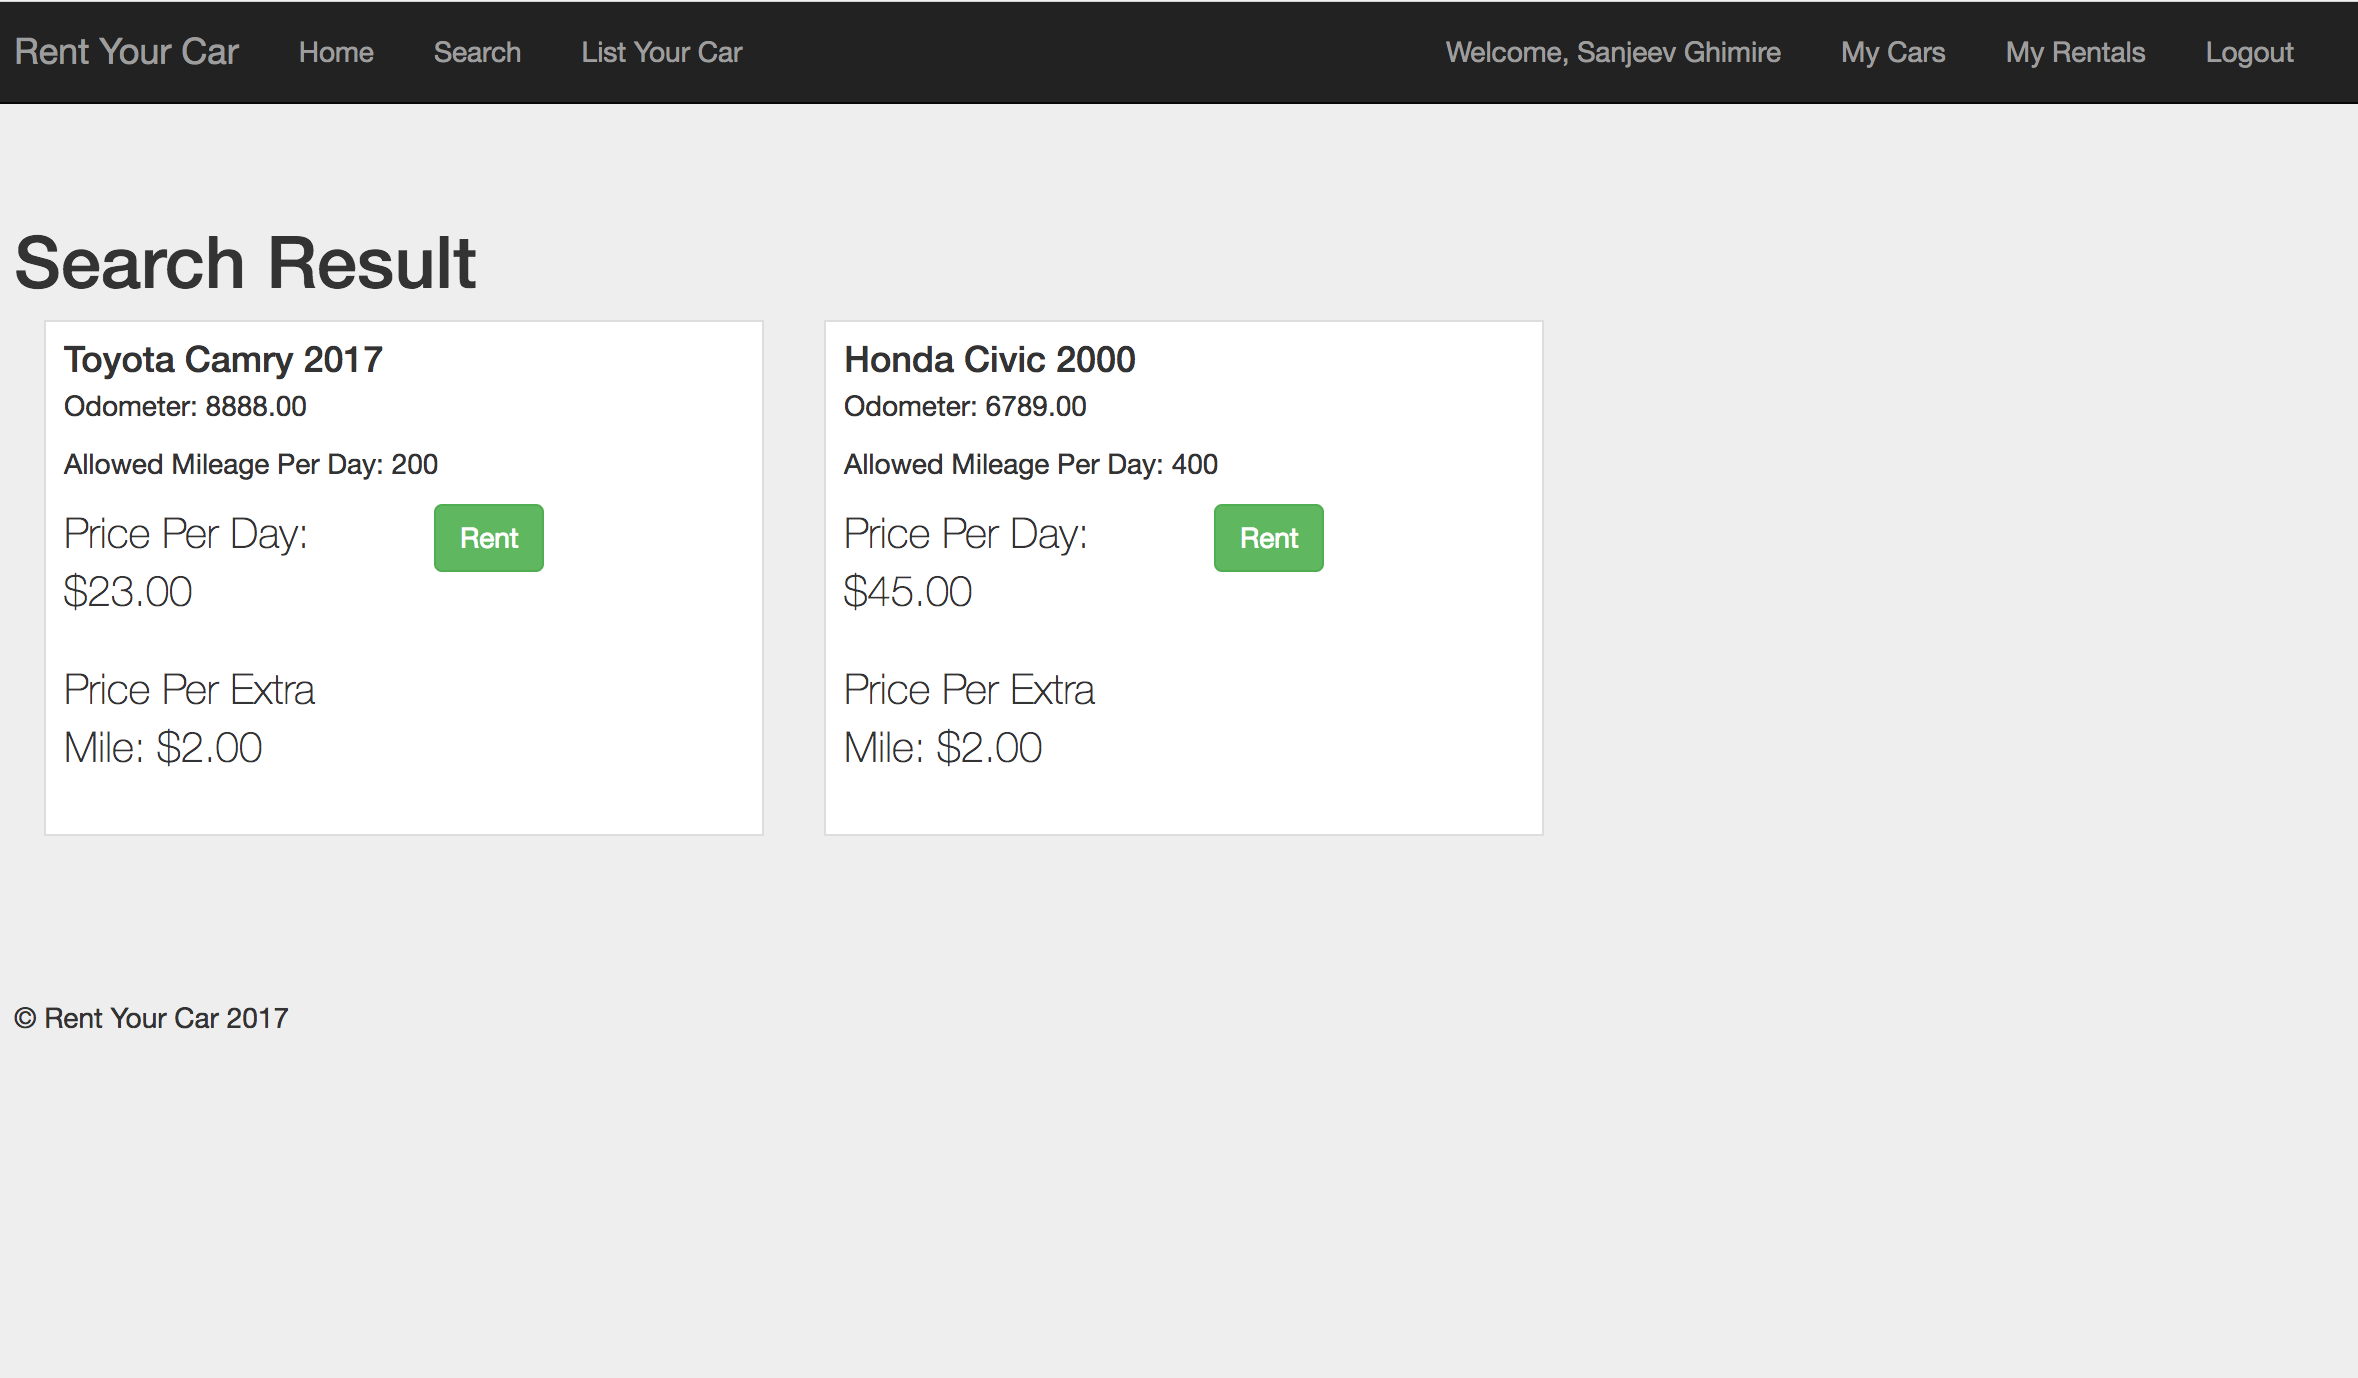 Rent Your Car Home Search List Your Car Welcome, Sanjeev Ghimire My Cars My Rentals Logout
Search Result
Toyota Camry 2017
Odometer: 8888.00
Allowed Mileage Per Day: 200
Price Per Day:
$23.00
Rent
Price Per Extra
Mile: $2.00
Honda Civic 2000
Odometer: 6789.00
Allowed Mileage Per Day: 400
Price Per Day:
$45.00
Rent
Price Per Extra
Mile: $2.00
© Rent Your Car 2017